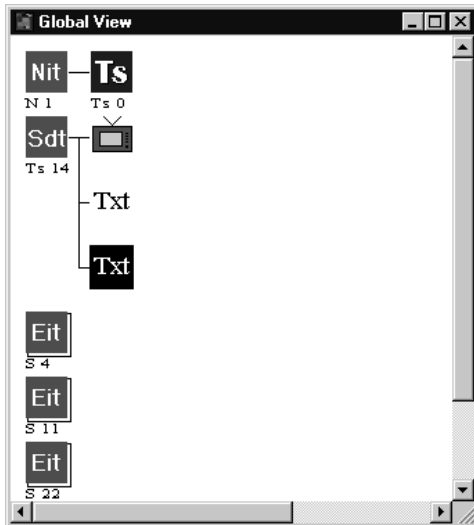 Global View
Nit Ts
N 1 Ts 0
Sdt
Ts 14
Txt
Txt
Eit
S 4
Eit
S 11
Eit
S 22